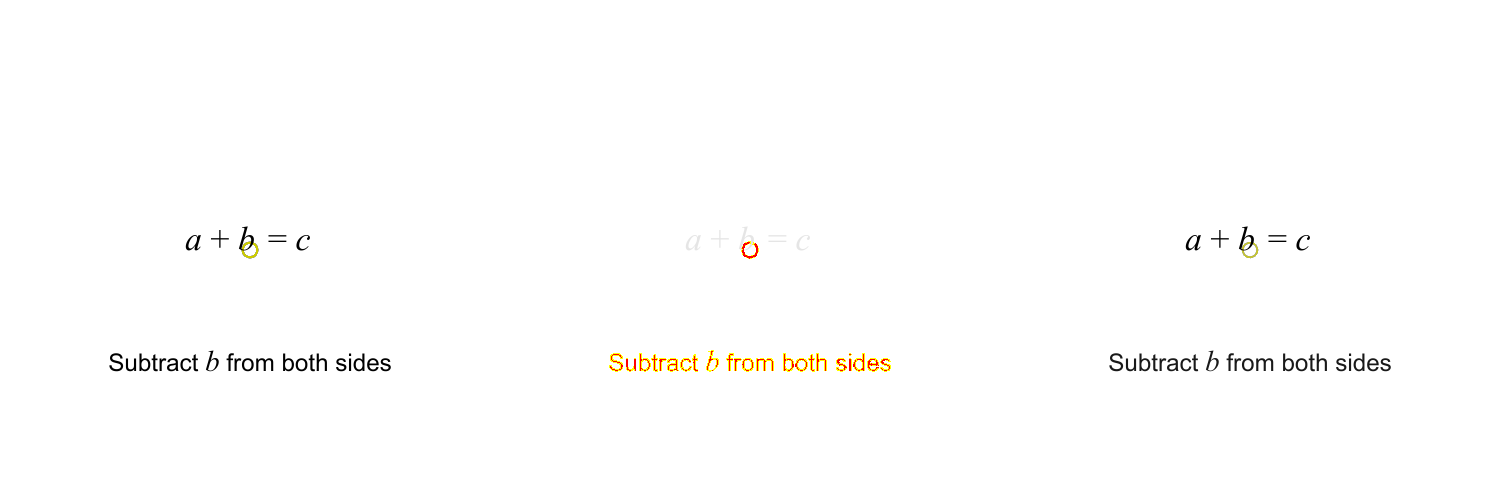 a + b = c a + b = c a + b = c
Subtract b from both sides Subtract b from both sides Subtract b from both sides